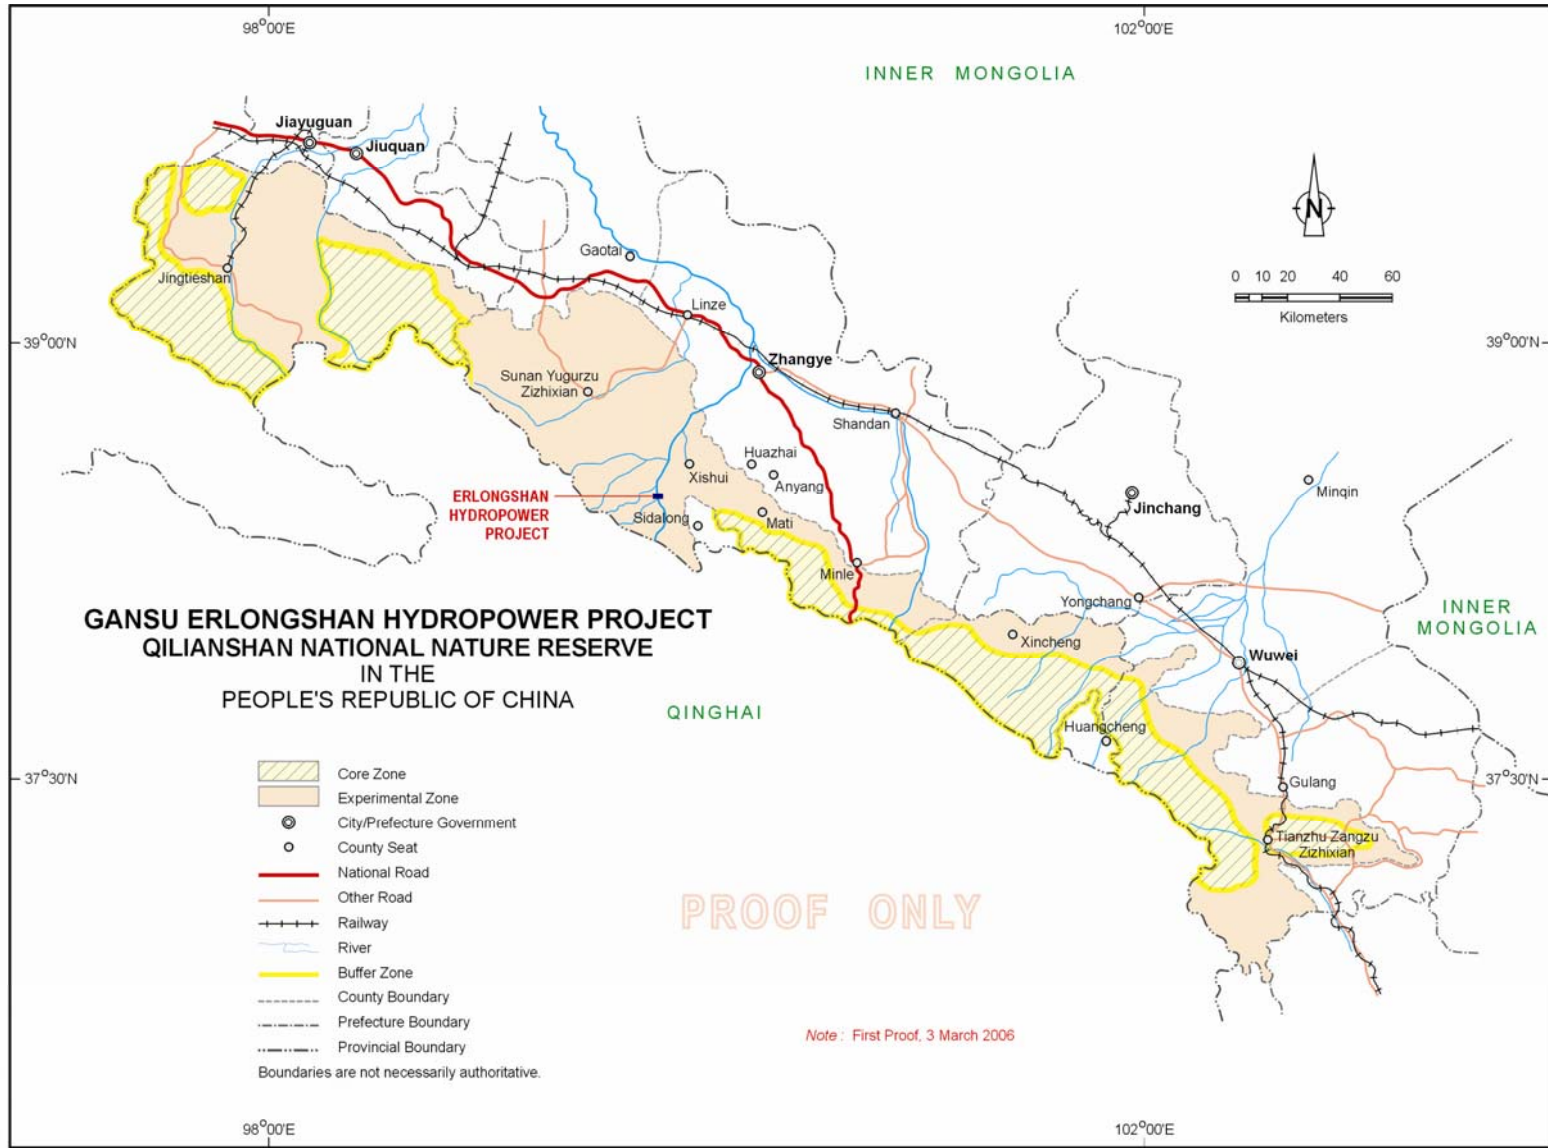 98°00'E
102°00'E
INNER MONGOLIA
Jiayuguan
Jiuquan
N
Gaotai
Jingtieshan
0 10 20 40 60
Kilometers
Linze
39°00'N
39°00'N
Zhangye
Sunan Yugurzu
Zizhixian
Shandan
Huazhai
Xishui
Anyang
Minqin
ERLONGSHAN
HYDROPOWER
PROJECT
Jinchang
Sidalong
Mati
Minle
Yongchang
INNER
MONGOLIA
GANSU ERLONGSHAN HYDROPOWER PROJECT
QILIANSHAN NATIONAL NATURE RESERVE
IN THE
PEOPLE'S REPUBLIC OF CHINA
Xincheng
Wuwei
QINGHAI
Huangcheng
37°30'N
37°30'N
Gulang
Tianzhu Zangzu
Zizhixian
Core Zone
Experimental Zone
City/Prefecture Government
County Seat
National Road
Other Road
Railway
River
Buffer Zone
County Boundary
Prefecture Boundary
Provincial Boundary
Boundaries are not necessarily authoritative.
PROOF ONLY
Note : First Proof, 3 March 2006
98°00'E
102°00'E